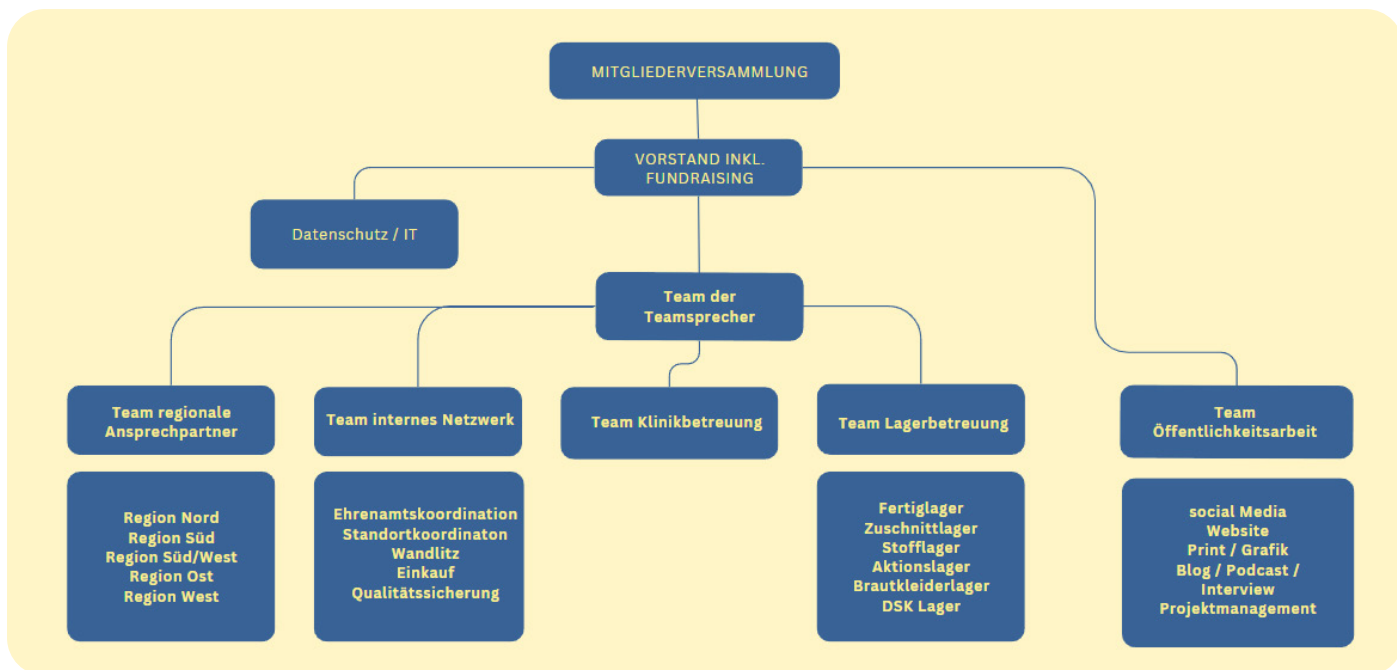 MITGLIEDERVERSAMMLUNG
VORSTAND INKL.
FUNDRAISING
Datenschutz / IT
Team der
Teamsprecher
Team regionale
Ansprechpartner
Team internes Netzwerk
Team Klinikbetreuung
Team Lagerbetreuung
Team
Öffentlichkeitsarbeit
Region Nord
Region Süd
Region Süd/West
Region Ost
Region West
Ehrenamtskoordination
Standortkoordinaton
Wandlitz
Einkauf
Qualitätssicherung
Fertiglager
Zuschnittlager
Stofflager
Aktionslager
Brautkleiderlager
DSK Lager
social Media
Website
Print / Grafik
Blog / Podcast /
Interview
Projektmanagement